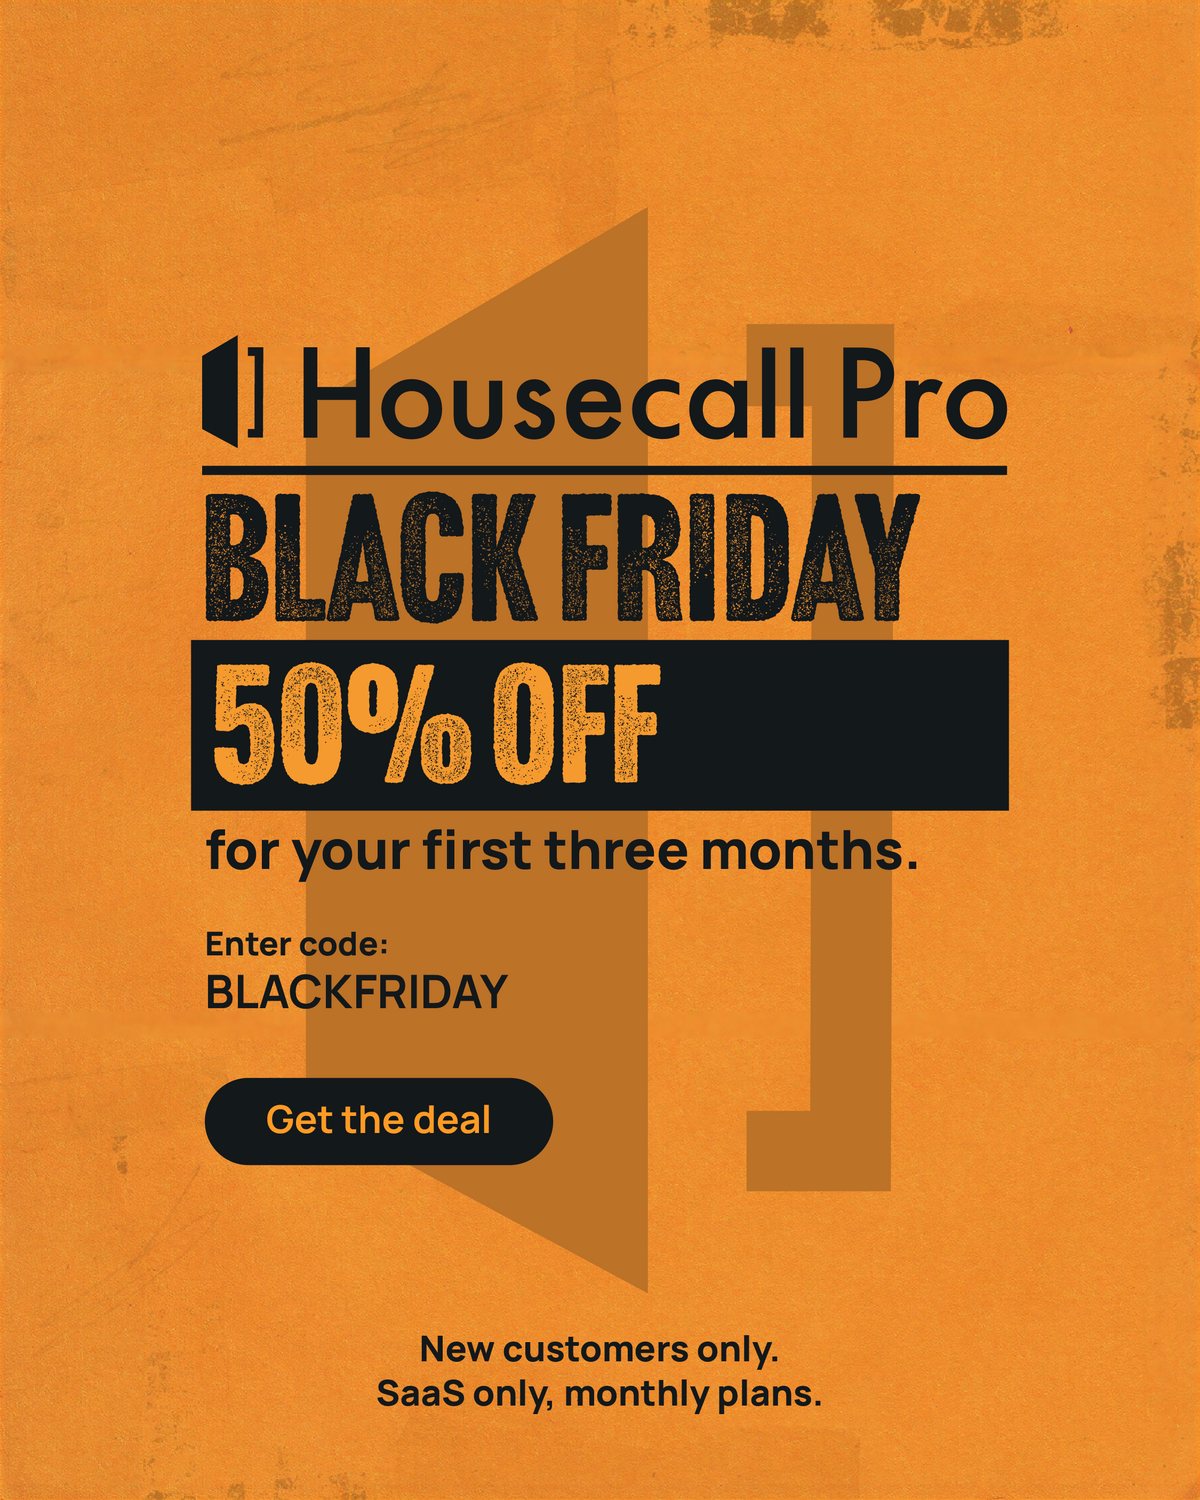 Housecall Pro
BLACK FRIDAY
50% OFF
for your first three months.
Enter code:
BLACKFRIDAY
Get the deal
New customers only.
SaaS only, monthly plans.